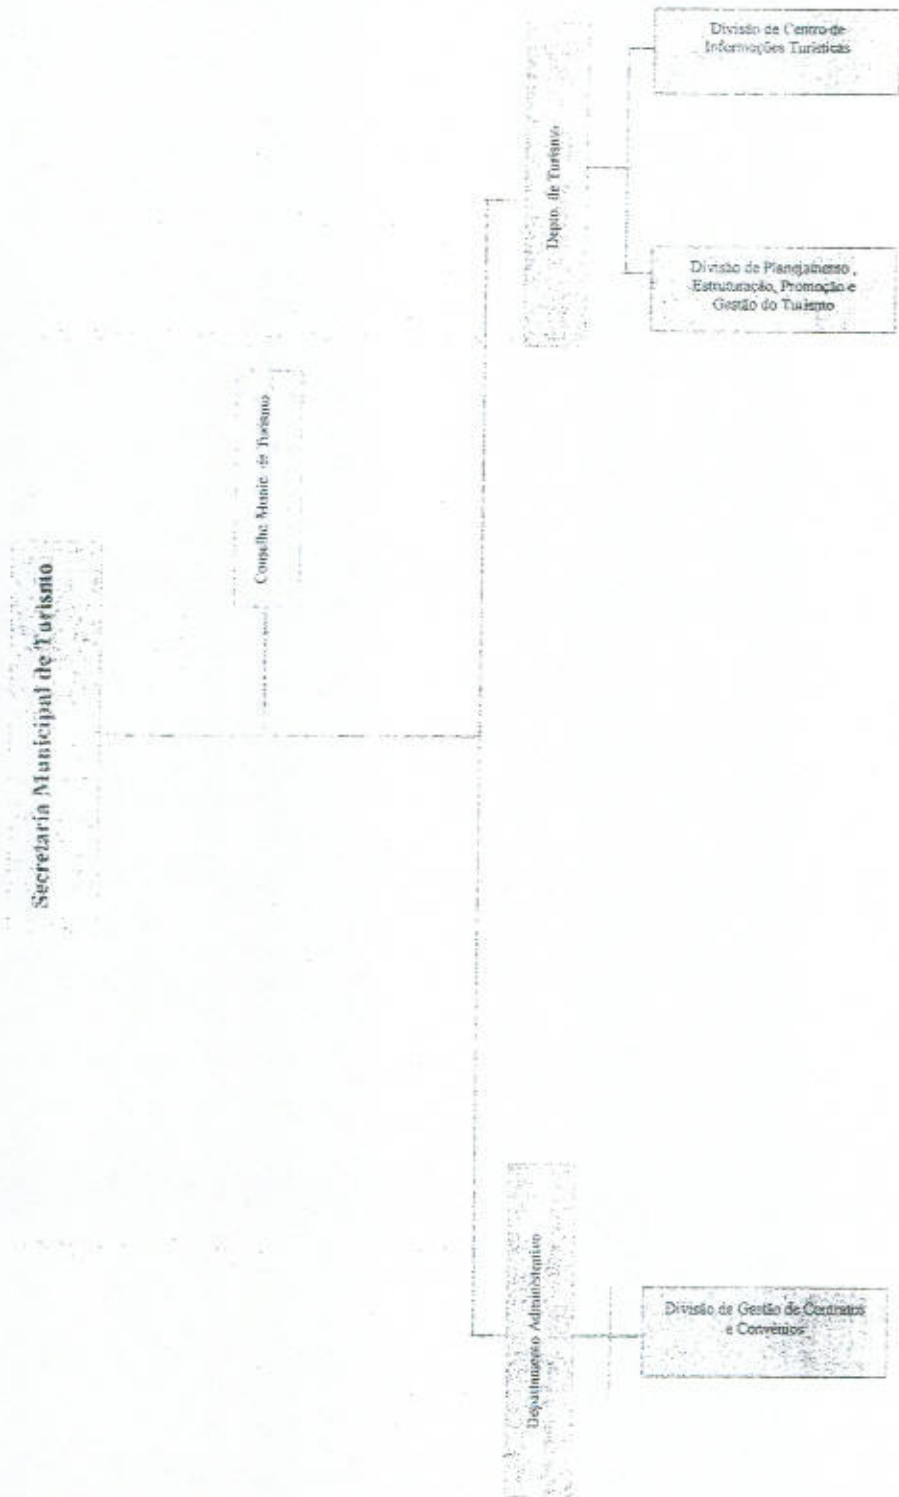 Secretaria Municipal de Turismo
Conselho Munic. de Turismo
Departamento Administrativo
Depto. de Turismo
Divisão de Gestão de Contratos
e Convênios
Divisão de Planejamento ,
Estruturação, Promoção e
Gestão do Turismo
Divisão de Centro de
Informações Turísticas